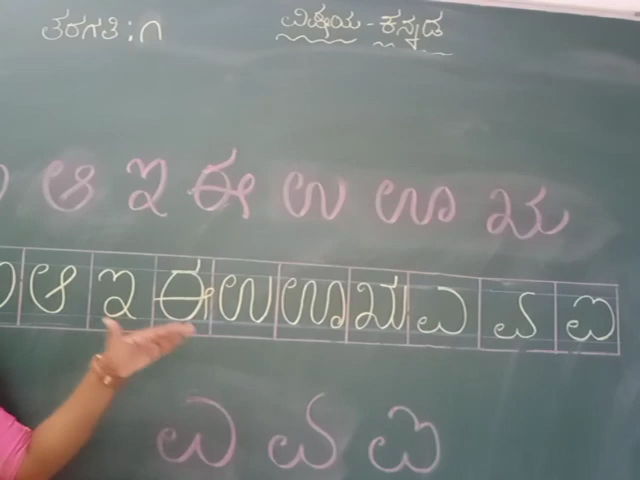 ತರಗತಿ : ೧ ವಿಷಯ - ಕನ್ನಡ
ಆ ಇ ಈ ಉ ಊ ಋ
ಆ ಇ ಈ ಉ ಊ ಋ ಎ ಏ ಐ
ಎ ಏ ಐ